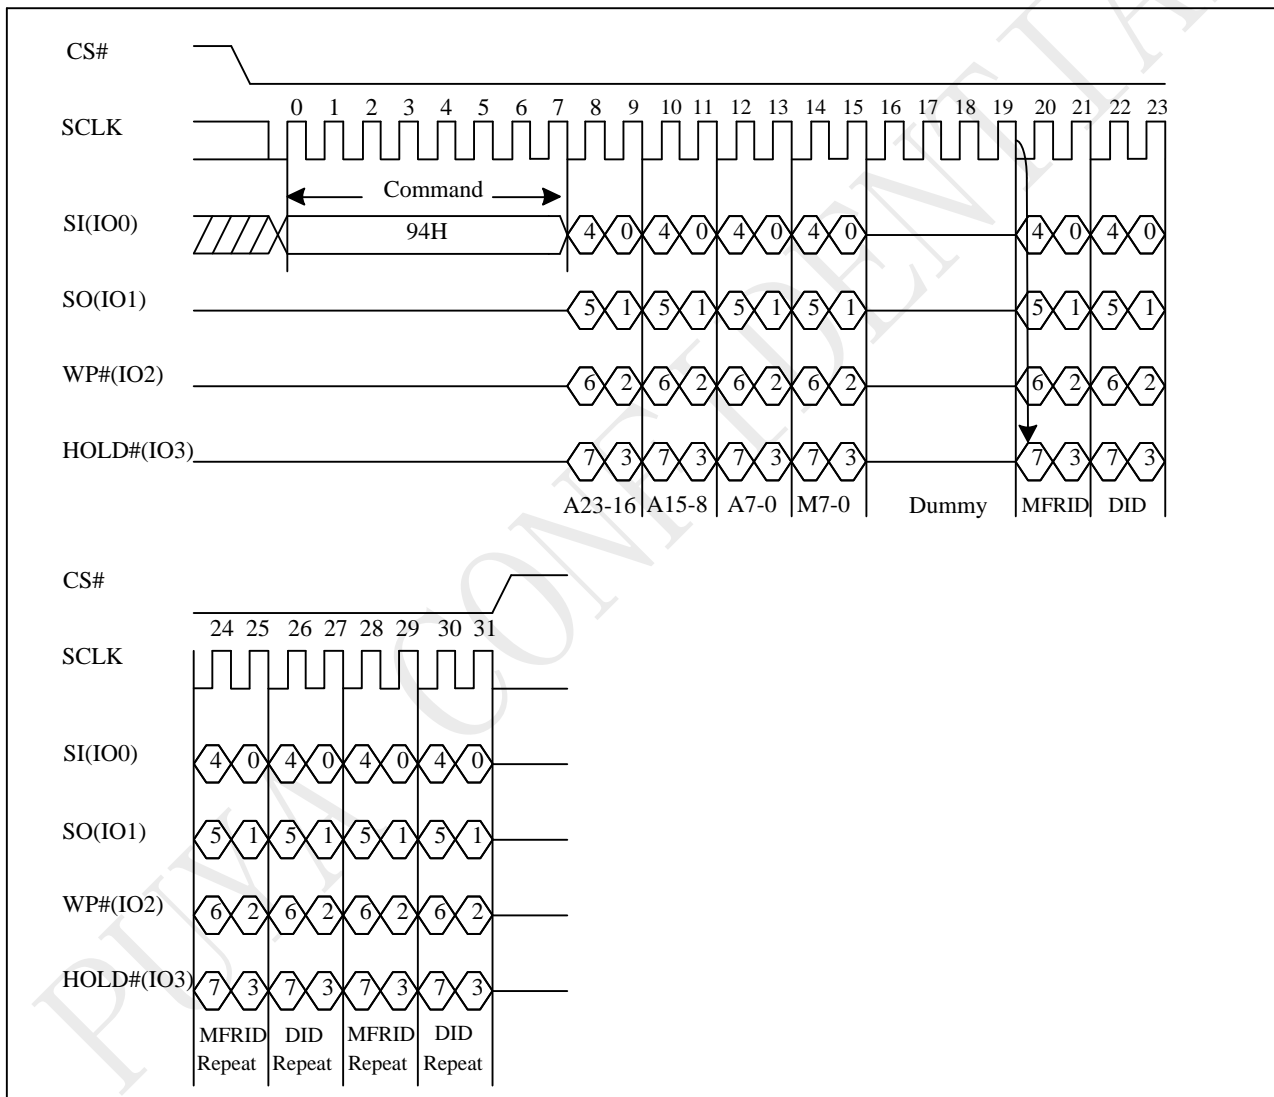 CS#
0 1 2 3 4 5 6 7 8 9 10 11 12 13 14 15 16 17 18 19 20 21 22 23
SCLK
Command
SI(IO0) 94H 4 0 4 0 4 0 4 0 4 0 4 0
SO(IO1) 5 1 5 1 5 1 5 1 5 1 5 1
WP#(IO2) 6 2 6 2 6 2 6 2 6 2 6 2
HOLD#(IO3) 7 3 7 3 7 3 7 3 7 3 7 3
A23-16 A15-8 A7-0 M7-0 Dummy MFRID DID
CS#
24 25 26 27 28 29 30 31
SCLK
SI(IO0) 4 0 4 0 4 0 4 0
SO(IO1) 5 1 5 1 5 1 5 1
WP#(IO2) 6 2 6 2 6 2 6 2
HOLD#(IO3) 7 3 7 3 7 3 7 3
MFRID DID MFRID DID
Repeat Repeat Repeat Repeat
PUYA CONFIDENTIAL